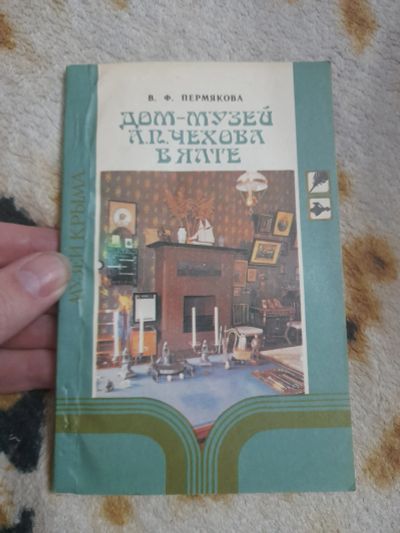 В. Ф. ПЕРМЯКОВА
ДОМ-МУЗЕЙ
А.П.ЧЕХОВА
В ЯЛТЕ
МУЗЕИ КРЫМА